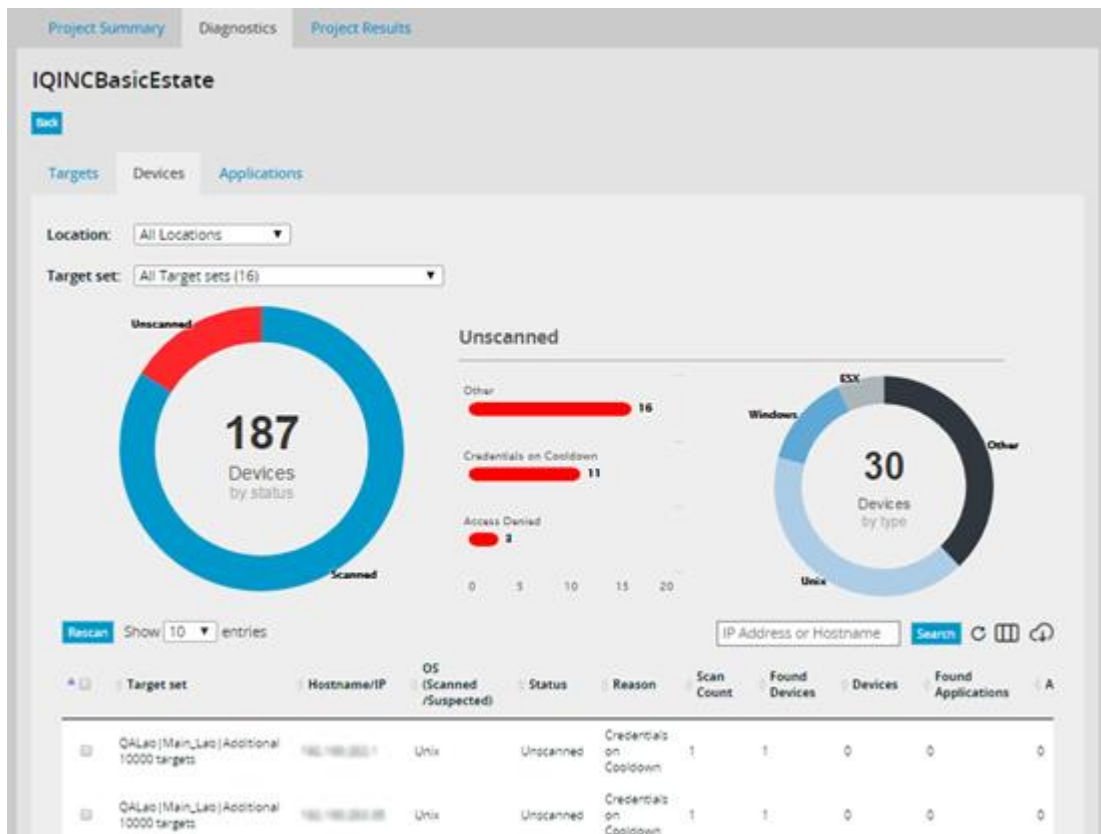 Project Summary Diagnostics Project Results
IQINCBasicEstate
Back
Targets Devices Applications
Location: All Locations
Target set: All Target sets (16)
Unscanned
187
Devices
by status
Scanned
Unscanned
Other
16
Credentials on Cooldown
11
Access Denied
3
0 5 10 15 20
ESX
Windows
Other
30
Devices
by type
Unix
Rescan Show 10 entries IP Address or Hostname Search
Target set Hostname/IP OS (Scanned /Suspected) Status Reason Scan Count Found Devices Devices Found Applications A
QALab|Main_Lab|Additional 10000 targets Unix Unscanned Credentials on Cooldown 1 1 0 0 0
QALab|Main_Lab|Additional 10000 targets Unix Unscanned Credentials on Cooldown 1 1 0 0 0